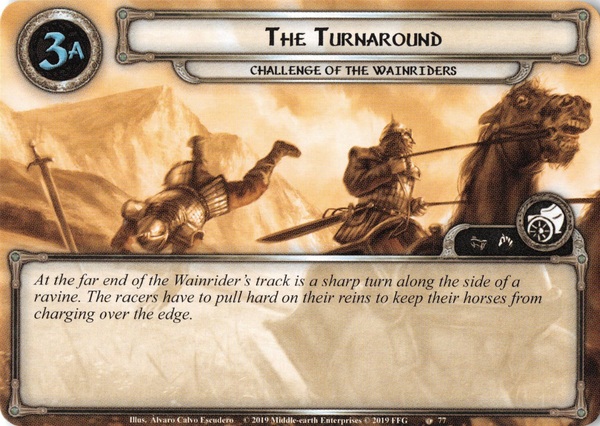 3A
The Turnaround
Challenge of the Wainriders
At the far end of the Wainrider's track is a sharp turn along the side of a
ravine. The racers have to pull hard on their reins to keep their horses from
charging over the edge.
Illus. Álvaro Calvo Escudero © 2019 Middle-earth Enterprises © 2019 FFG 77